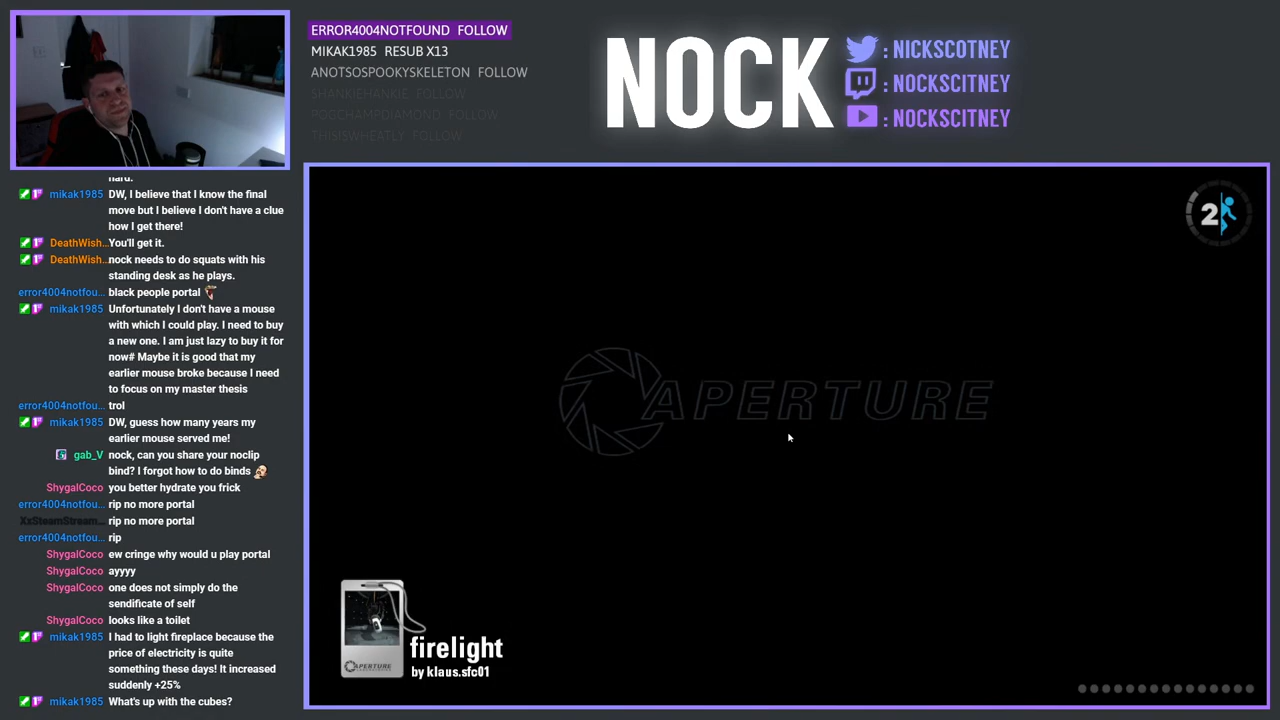 ERROR4004NOTFOUND FOLLOW
MIKAK1985 RESUB X13
ANOTSOSPOOKYSKELETON FOLLOW
SHANKIEHANKIE FOLLOW
POGCHAMPDIAMOND FOLLOW
THISISWHEATLY FOLLOW
NOCK
: NICKSCOTNEY
: NOCKSCITNEY
: NOCKSCITNEY
hard.
mikak1985 DW, I believe that I know the final
move but I believe I don't have a clue
how I get there!
DeathWish... You'll get it.
DeathWish... nock needs to do squats with his
standing desk as he plays.
error4004notfou... black people portal
mikak1985 Unfortunately I don't have a mouse
with which I could play. I need to buy
a new one. I am just lazy to buy it for
now# Maybe it is good that my
earlier mouse broke because I need
to focus on my master thesis
error4004notfou... trol
mikak1985 DW, guess how many years my
earlier mouse served me!
gab_V nock, can you share your noclip
bind? I forgot how to do binds
ShygalCoco you better hydrate you frick
error4004notfou... rip no more portal
XxSteamStream... rip no more portal
error4004notfou... rip
ShygalCoco ew cringe why would u play portal
ShygalCoco ayyyy
ShygalCoco one does not simply do the
sendificate of self
ShygalCoco looks like a toilet
mikak1985 I had to light fireplace because the
price of electricity is quite
something these days! It increased
suddenly +25%
mikak1985 What's up with the cubes?
2
APERTURE
APERTURE
firelight
by klaus.sfc01